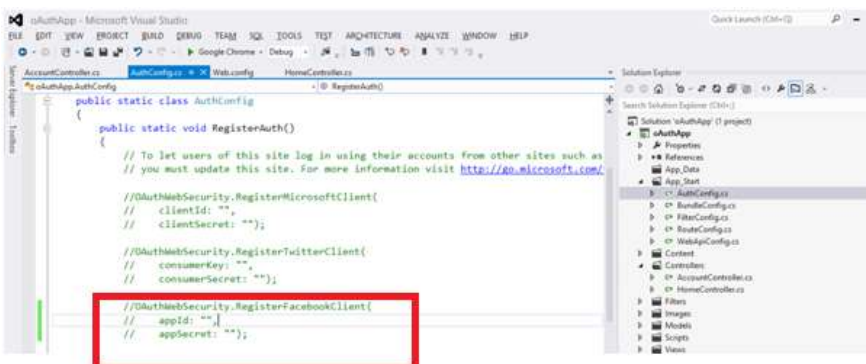 oAuthApp - Microsoft Visual Studio
Quick Launch (Ctrl+Q)
FILE EDIT VIEW PROJECT BUILD DEBUG TEAM SQL TOOLS TEST ARCHITECTURE ANALYZE WINDOW HELP
Google Chrome Debug
AccountController.cs AuthConfig.cs Web.config HomeController.cs
oAuthApp.AuthConfig RegisterAuth()
Server Explorer
Toolbox
public static class AuthConfig
{
public static void RegisterAuth()
{
// To let users of this site log in using their accounts from other sites such as
// you must update this site. For more information visit http://go.microsoft.com/
//OAuthWebSecurity.RegisterMicrosoftClient(
// clientId: "",
// clientSecret: "");
//OAuthWebSecurity.RegisterTwitterClient(
// consumerKey: "",
// consumerSecret: "");
//OAuthWebSecurity.RegisterFacebookClient(
// appId: "",
// appSecret: "");
Solution Explorer
Search Solution Explorer (Ctrl+;)
Solution 'oAuthApp' (1 project)
oAuthApp
Properties
References
App_Data
App_Start
AuthConfig.cs
BundleConfig.cs
FilterConfig.cs
RouteConfig.cs
WebApiConfig.cs
Content
Controllers
AccountController.cs
HomeController.cs
Filters
Images
Models
Scripts
Views